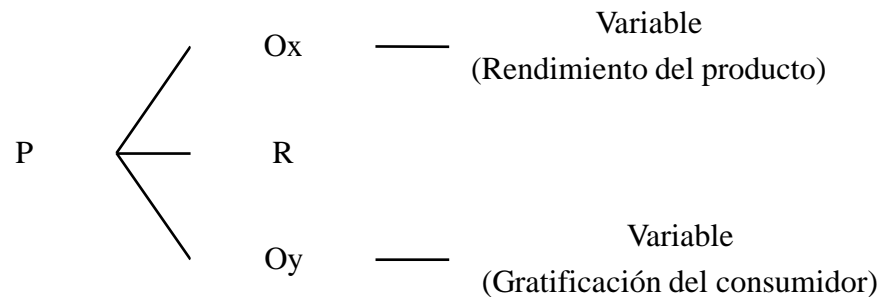 Variable
Ox
(Rendimiento del producto)
P
R
Variable
Oy
(Gratificación del consumidor)